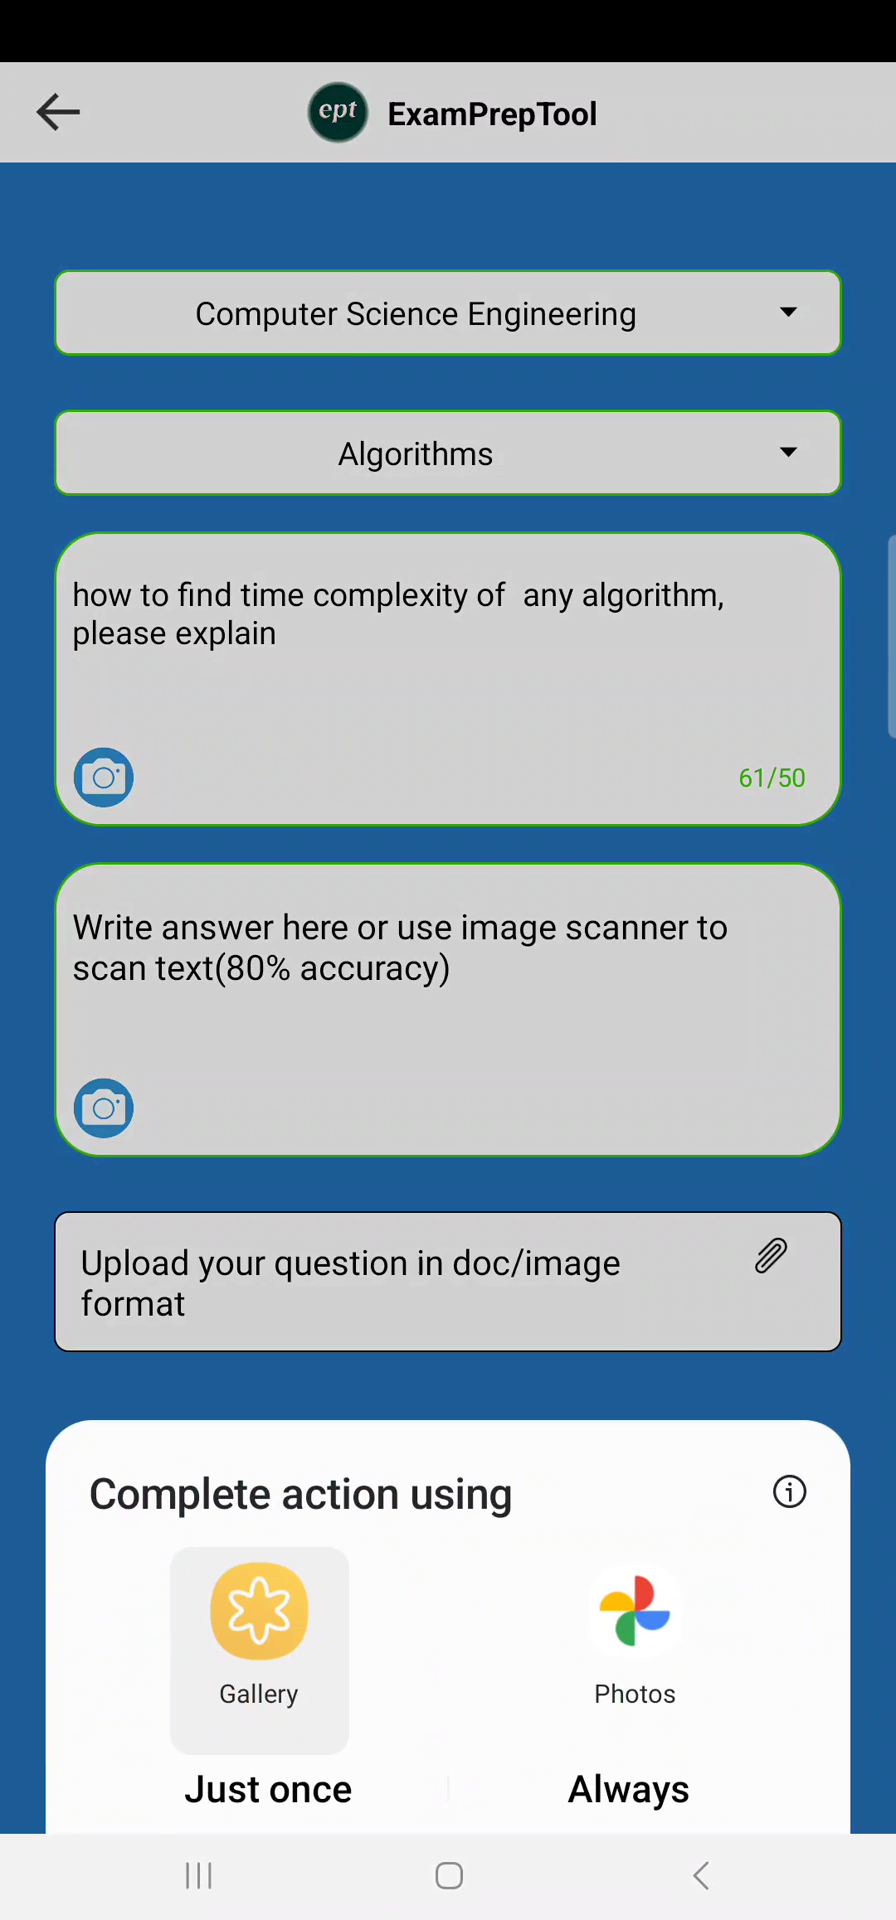 ept ExamPrepTool
Computer Science Engineering
Algorithms
how to find time complexity of  any algorithm,
please explain
61/50
Write answer here or use image scanner to
scan text(80% accuracy)
Upload your question in doc/image
format
Complete action using
Gallery
Photos
Just once
Always